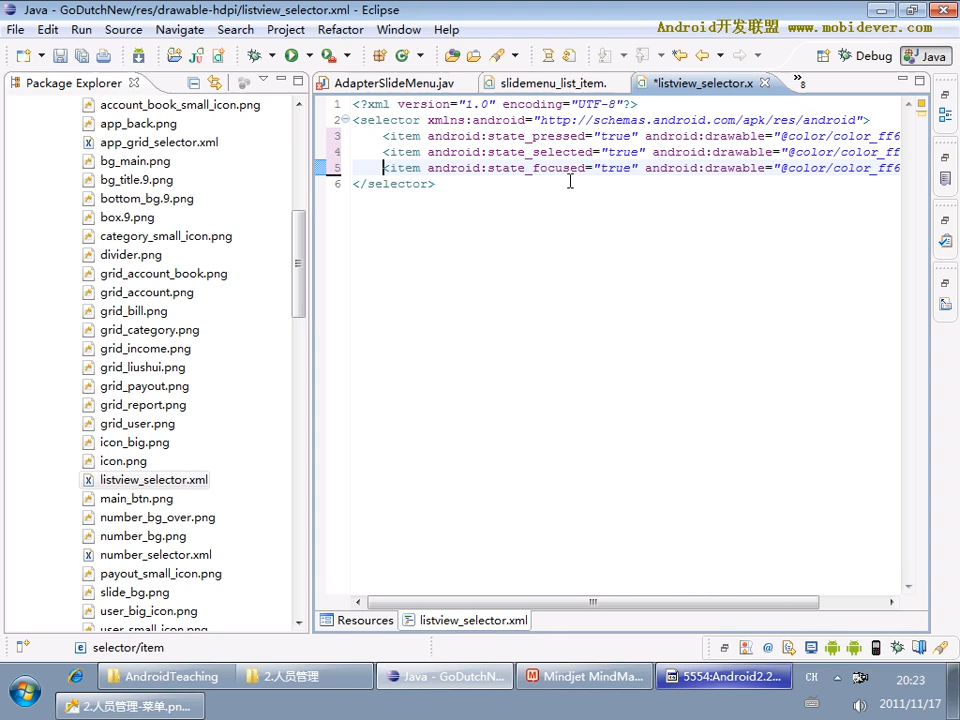 Java - GoDutchNew/res/drawable-hdpi/listview_selector.xml - Eclipse
File Edit Run Source Navigate Search Project Refactor Window Help
Android开发联盟 www.mobidever.com
Debug Java
Package Explorer
AdapterSlideMenu.jav slidemenu_list_item. *listview_selector.x »8
account_book_small_icon.png
app_back.png
app_grid_selector.xml
bg_main.png
bg_title.9.png
bottom_bg.9.png
box.9.png
category_small_icon.png
divider.png
grid_account_book.png
grid_account.png
grid_bill.png
grid_category.png
grid_income.png
grid_liushui.png
grid_payout.png
grid_report.png
grid_user.png
icon_big.png
icon.png
listview_selector.xml
main_btn.png
number_bg_over.png
number_bg.png
number_selector.xml
payout_small_icon.png
slide_bg.png
user_big_icon.png
user_small_icon.png
1 <?xml version="1.0" encoding="UTF-8"?>
2 <selector xmlns:android="http://schemas.android.com/apk/res/android">
3 <item android:state_pressed="true" android:drawable="@color/color_ff6
4 <item android:state_selected="true" android:drawable="@color/color_ff
5 <item android:state_focused="true" android:drawable="@color/color_ff6
6 </selector>
Resources listview_selector.xml
selector/item
AndroidTeaching 2.人员管理 Java - GoDutchN... Mindjet MindMa... 5554:Android2.2... CH 20:23
2.人员管理-菜单.pn... 2011/11/17